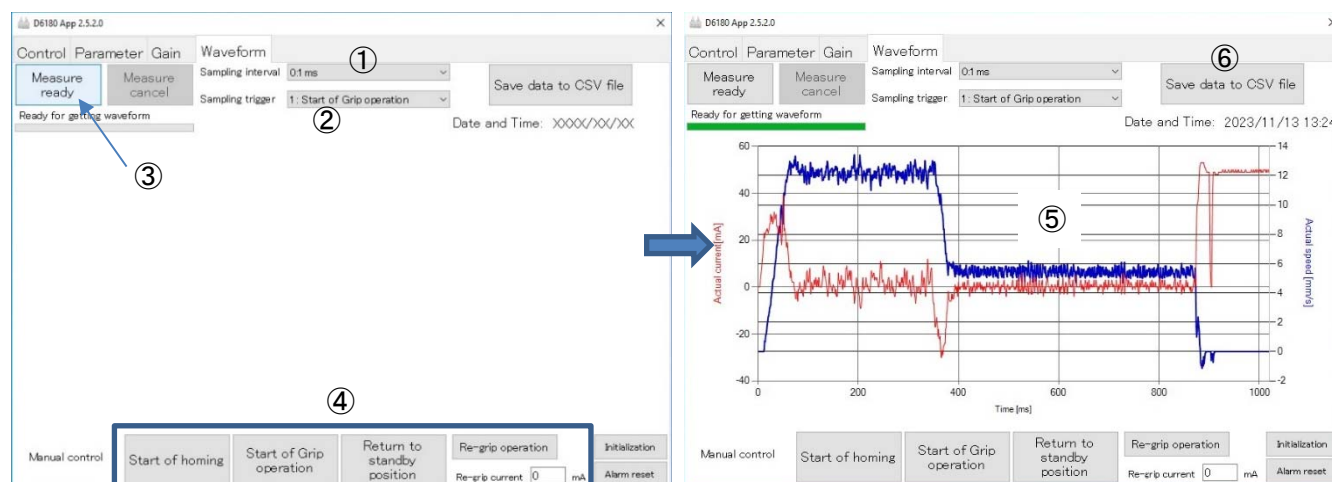 D6180 App 2.5.2.0
Control Parameter Gain Waveform
①
Measure ready
Measure cancel
Sampling interval 0:1 ms
Sampling trigger 1 : Start of Grip operation
Save data to CSV file
Ready for getting waveform
②
Date and Time: XXXX/XX/XX
③
④
Manual control
Start of homing
Start of Grip operation
Return to standby position
Re-grip operation
Re-grip current 0 mA
Initialization
Alarm reset
D6180 App 2.5.2.0
Control Parameter Gain Waveform
⑥
Measure ready
Measure cancel
Sampling interval 0:1 ms
Sampling trigger 1 : Start of Grip operation
Save data to CSV file
Ready for getting waveform
Date and Time: 2023/11/13 13:24
60
40
20
0
-20
-40
Actual current[mA]
⑤
14
12
10
8
6
4
2
0
-2
Actual speed [mm/s]
0 200 400 600 800 1000
Time [ms]
Manual control
Start of homing
Start of Grip operation
Return to standby position
Re-grip operation
Re-grip current 0 mA
Initialization
Alarm reset